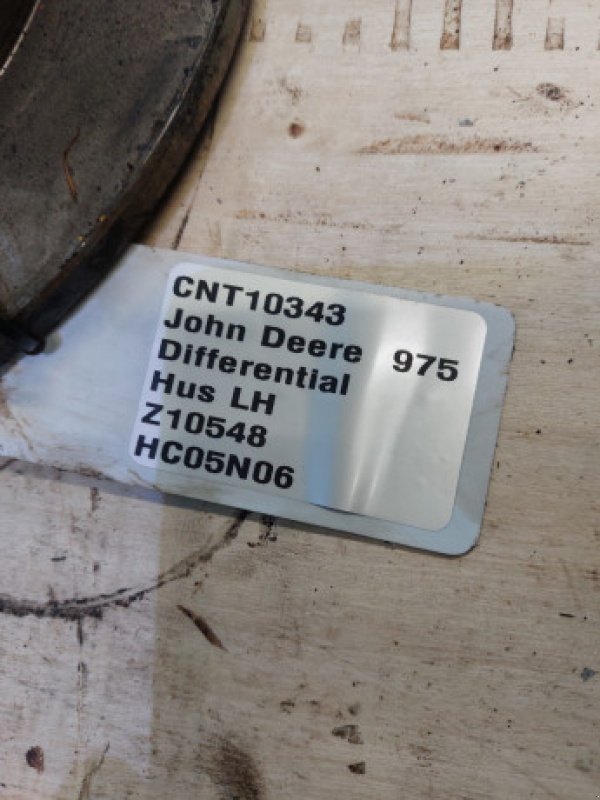 CNT10343
John Deere 975
Differential
Hus LH
Z10548
HC05N06